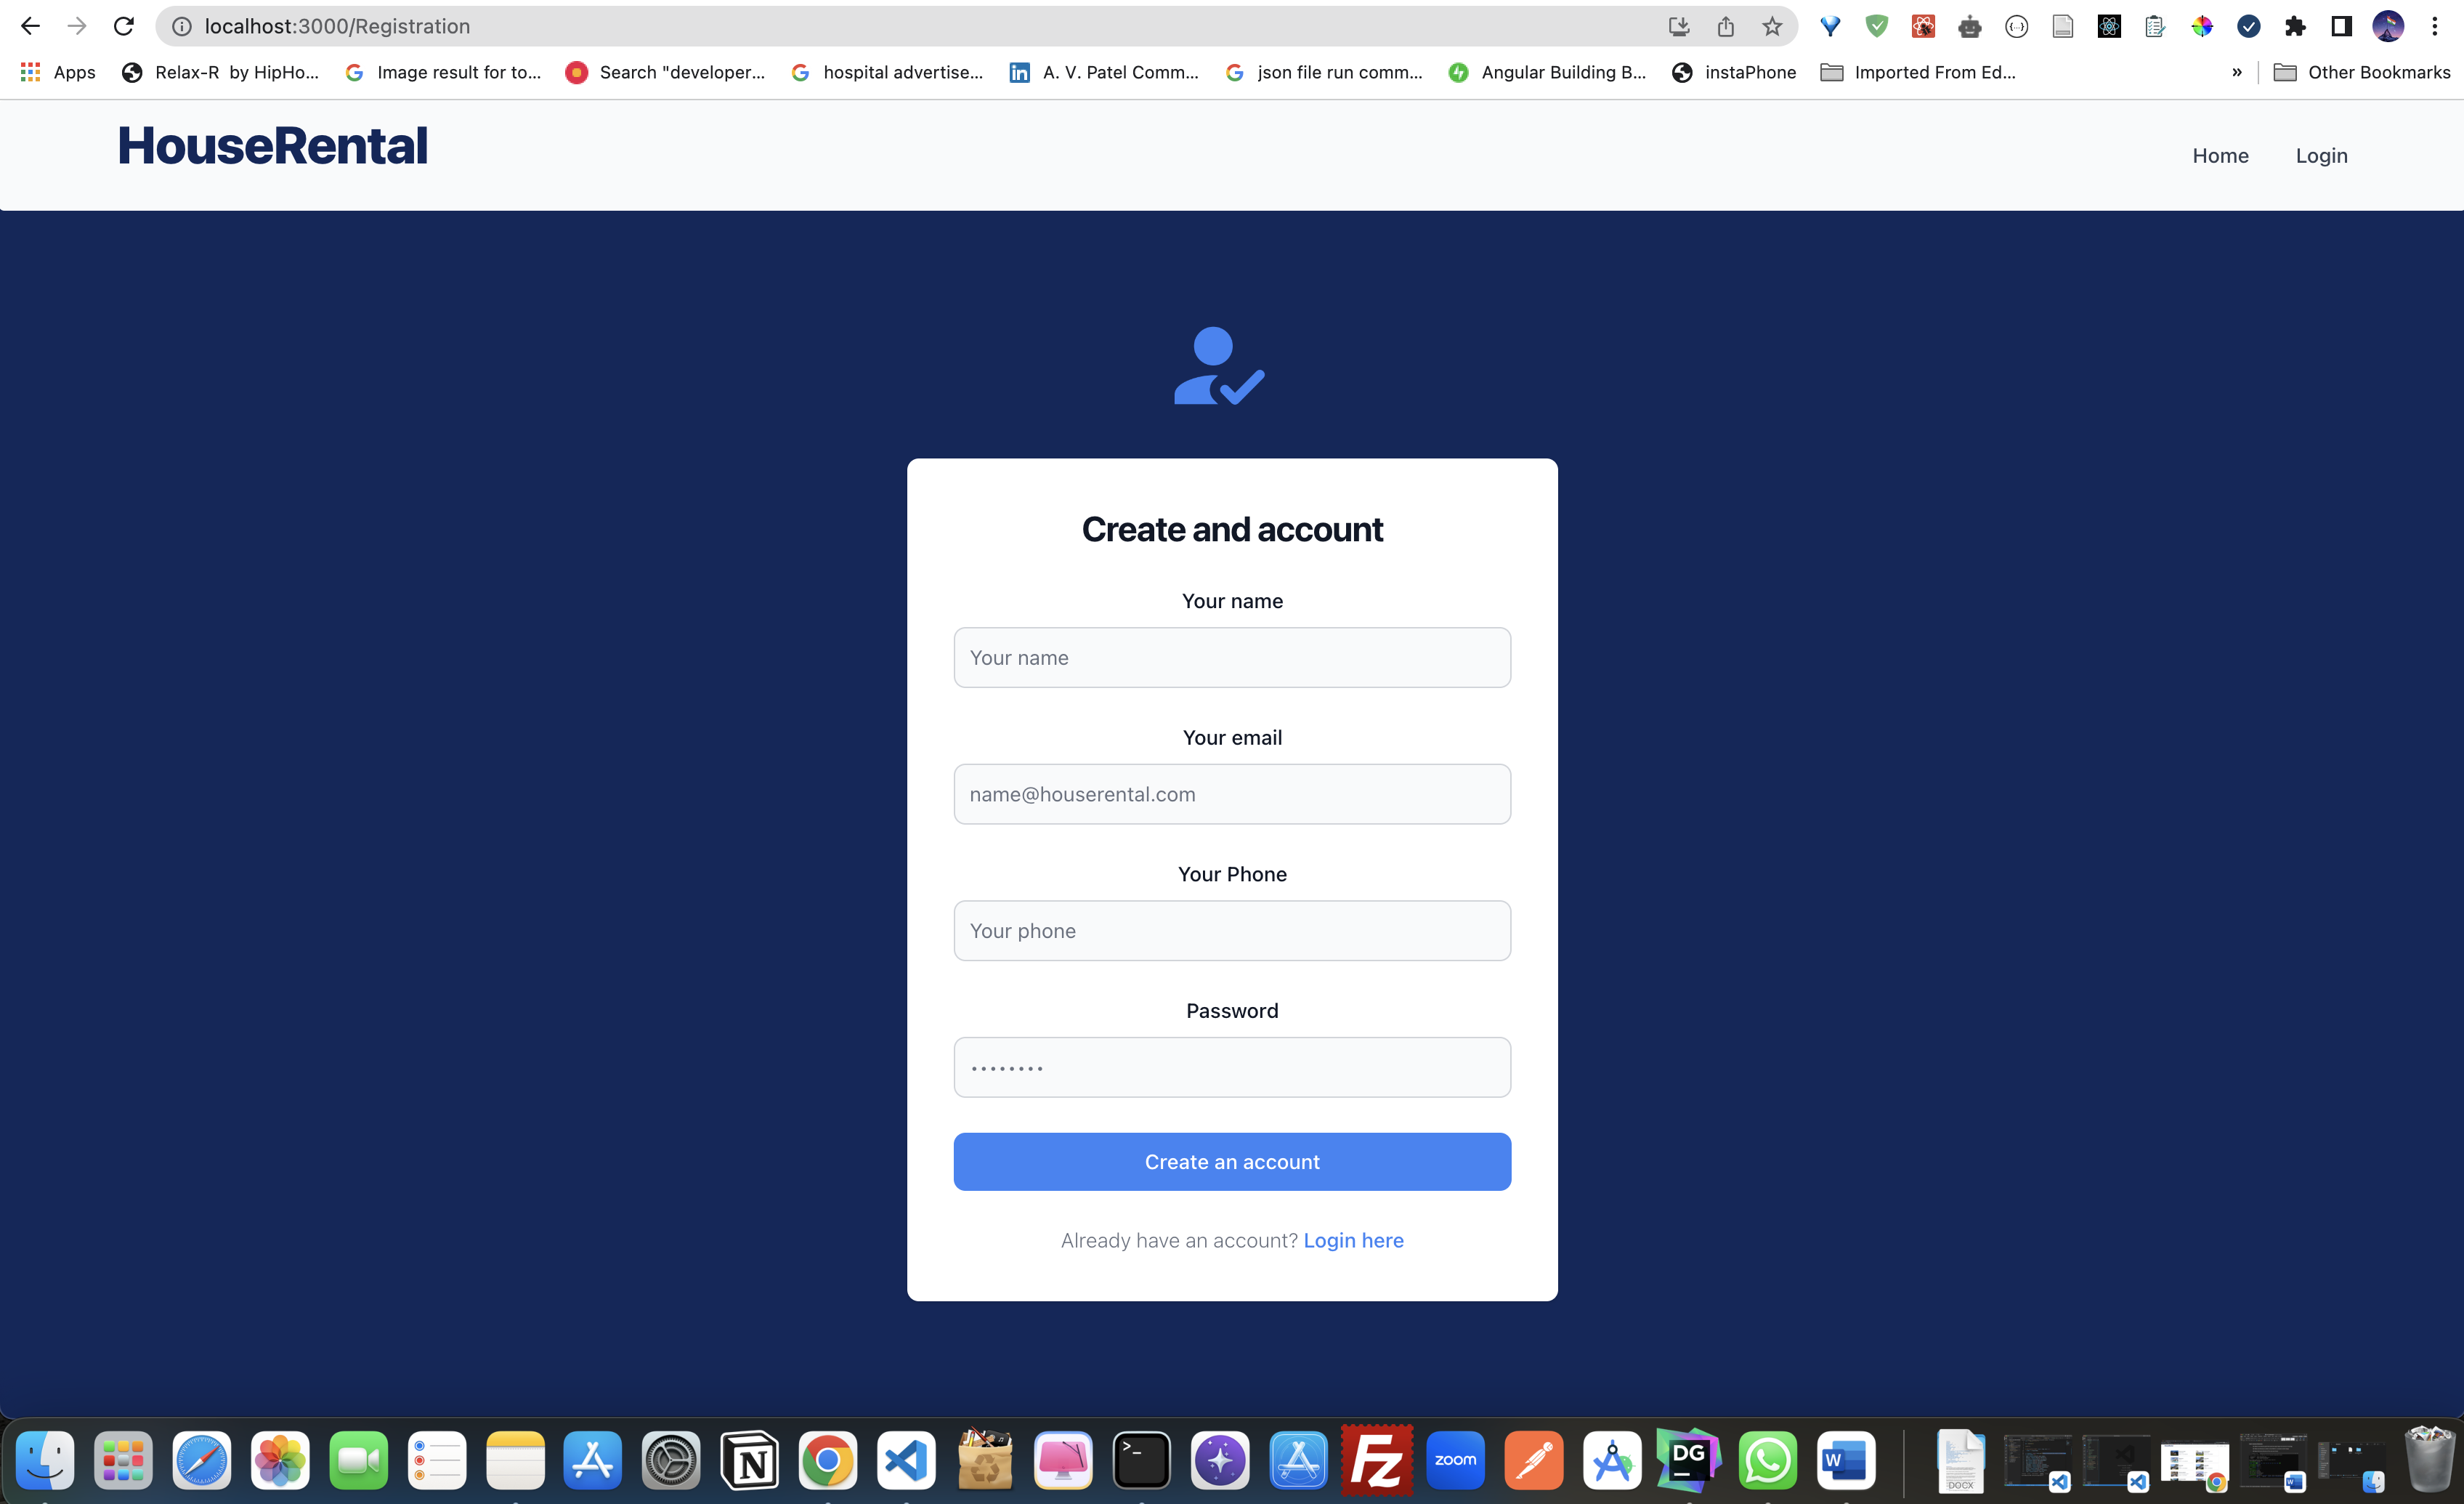 localhost:3000/Registration
Apps
Relax-R by HipHo...
Image result for to...
Search "developer...
hospital advertise...
A. V. Patel Comm...
json file run comm...
Angular Building B...
instaPhone
Imported From Ed...
»
Other Bookmarks
HouseRental
Home
Login
Create and account
Your name
Your name
Your email
name@houserental.com
Your Phone
Your phone
Password
Create an account
Already have an account? Login here
zoom
DG
W
DOCX